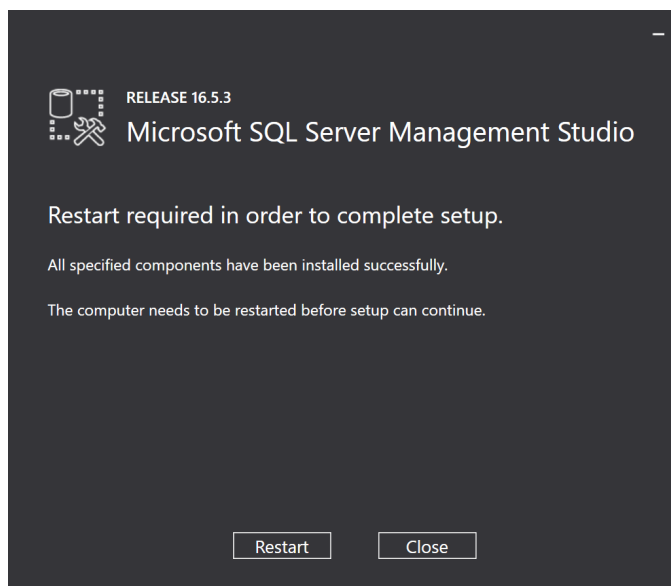 RELEASE 16.5.3
Microsoft SQL Server Management Studio
Restart required in order to complete setup.
All specified components have been installed successfully.
The computer needs to be restarted before setup can continue.
Restart
Close